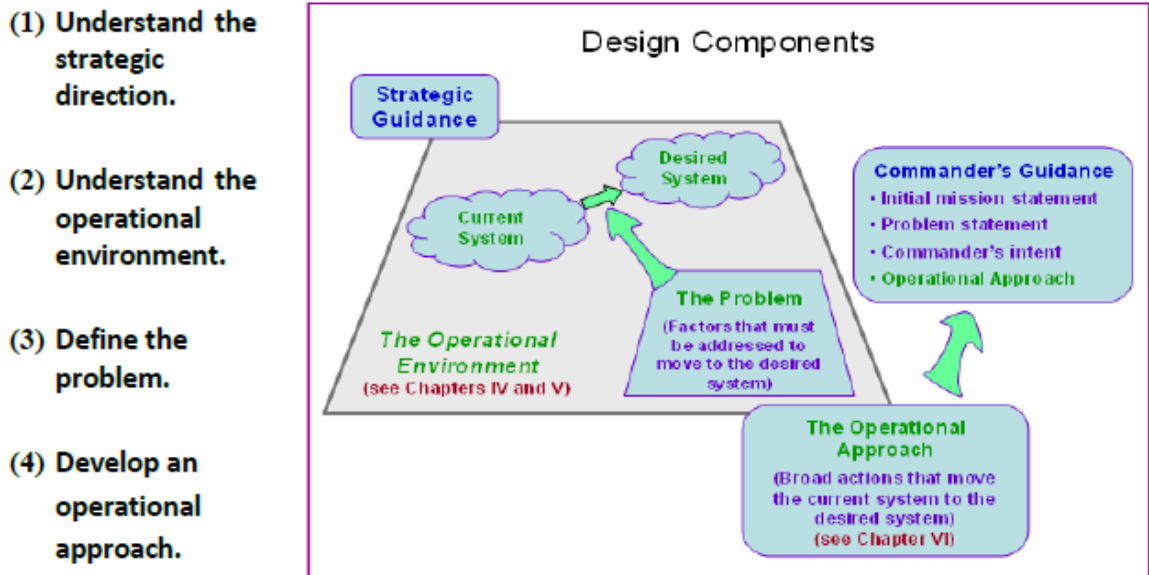 (1) Understand the
strategic
direction.
(2) Understand the
operational
environment.
(3) Define the
problem.
(4) Develop an
operational
approach.
Design Components
Strategic
Guidance
Desired
System
Current
System
The Problem
(Factors that must
be addressed to
move to the desired
system)
The Operational
Environment
(see Chapters IV and V)
Commander's Guidance
• Initial mission statement
• Problem statement
• Commander's intent
• Operational Approach
The Operational
Approach
(Broad actions that move
the current system to the
desired system)
(see Chapter VI)